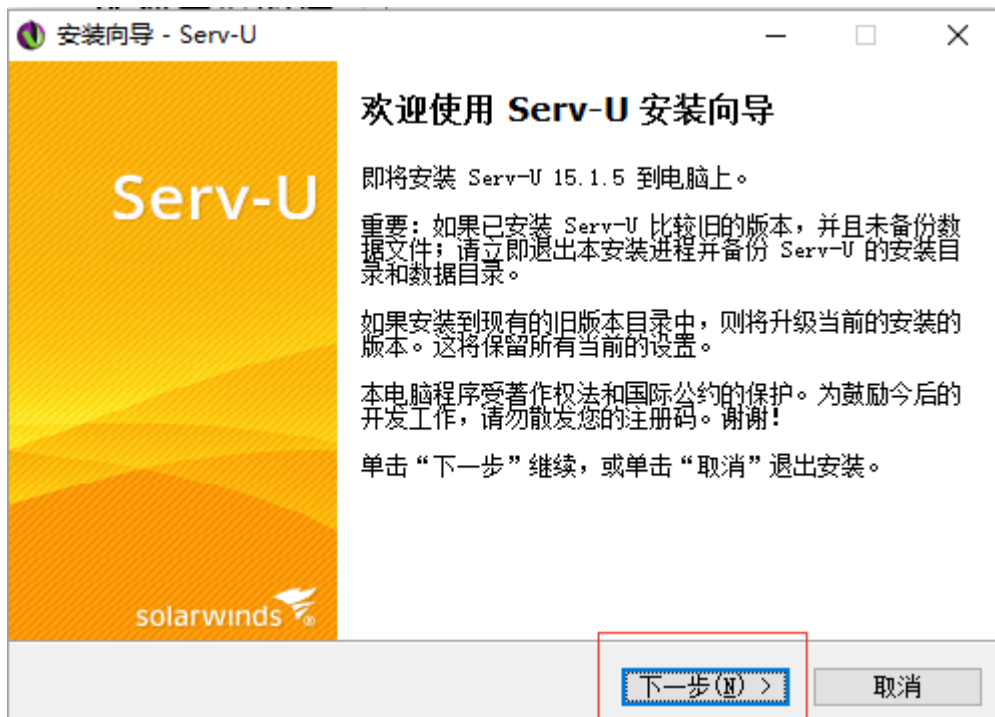 安装向导 - Serv-U
Serv-U
solarwinds
欢迎使用 Serv-U 安装向导
即将安装 Serv-U 15.1.5 到电脑上。
重要：如果已安装 Serv-U 比较旧的版本，并且未备份数
据文件；请立即退出本安装进程并备份 Serv-U 的安装目
录和数据目录。
如果安装到现有的旧版本目录中，则将升级当前的安装的
版本。这将保留所有当前的设置。
本电脑程序受著作权法和国际公约的保护。为鼓励今后的
开发工作，请勿散发您的注册码。谢谢！
单击“下一步”继续，或单击“取消”退出安装。
下一步(N) >
取消